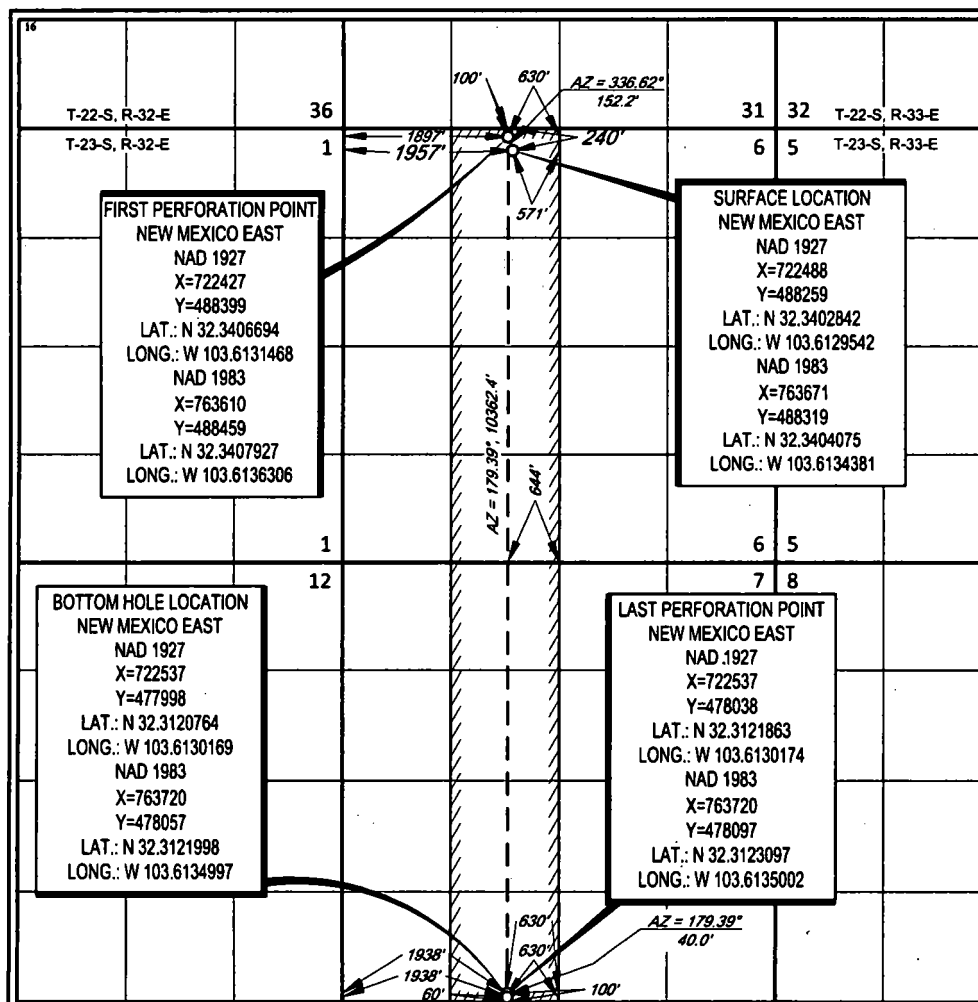 16
100'
630'
AZ = 336.62°
152.2'
T-22-S, R-32-E
36
31
32
T-22-S, R-33-E
T-23-S, R-32-E
1
1897'
240'
6
5
T-23-S, R-33-E
1957'
571'
FIRST PERFORATION POINT
NEW MEXICO EAST
NAD 1927
X=722427
Y=488399
LAT.: N 32.3406694
LONG.: W 103.6131468
NAD 1983
X=763610
Y=488459
LAT.: N 32.3407927
LONG.: W 103.6136306
SURFACE LOCATION
NEW MEXICO EAST
NAD 1927
X=722488
Y=488259
LAT.: N 32.3402842
LONG.: W 103.6129542
NAD 1983
X=763671
Y=488319
LAT.: N 32.3404075
LONG.: W 103.6134381
AZ = 179.39°, 10362.4'
644'
1
6
5
12
7
8
BOTTOM HOLE LOCATION
NEW MEXICO EAST
NAD 1927
X=722537
Y=477998
LAT.: N 32.3120764
LONG.: W 103.6130169
NAD 1983
X=763720
Y=478057
LAT.: N 32.3121998
LONG.: W 103.6134997
LAST PERFORATION POINT
NEW MEXICO EAST
NAD 1927
X=722537
Y=478038
LAT.: N 32.3121863
LONG.: W 103.6130174
NAD 1983
X=763720
Y=478097
LAT.: N 32.3123097
LONG.: W 103.6135002
630'
AZ = 179.39°
40.0'
1938'
630'
1938'
60'
100'